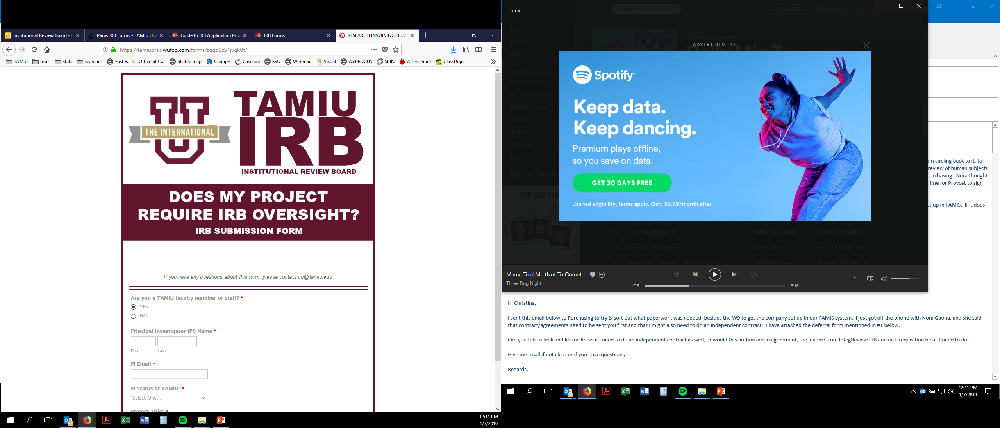 Institutional Review Board - C
Page: IRB Forms - TAMIU | Ca
Guide to IRB Application Proc
IRB Forms
RESEARCH INVOLVING HUMA
https://tamiuorsp.wufoo.com/forms/zgqo5c51jvgk0t/
TAMIU tools stats searches Fast Facts | Office of C... fillable map Canopy Cascade SSO Webmail Visual WebFOCUS SPIN Afterschool ClassDojo
THE INTERNATIONAL
TAMIU
IRB
INSTITUTIONAL REVIEW BOARD
DOES MY PROJECT
REQUIRE IRB OVERSIGHT?
IRB SUBMISSION FORM
If you have any questions about this form, please contact irb@tamiu.edu
Are you a TAMIU faculty member or staff? *
YES
NO
Principal Investigator (PI) Name *
First Last
PI Email *
PI Status at TAMIU: *
Select One...
Project Title: *
12:11 PM
1/7/2019
Search
UPGRADE
ck6527
Home
Browse
Radio
YOUR LIBRARY
Made For You
Recently Played
Favorite Songs
Albums
Artists
Stations
Local Files
New Playlist
THE BEST OF
MADE FOR CK6527
Daily Mix 3
ADVERTISEMENT
Spotify
Keep data.
Keep dancing.
Premium plays offline,
so you save on data.
GET 30 DAYS FREE
Limited eligibility, terms apply. Only $9.99/month after.
For What It's Worth Buffalo Springfield Buffalo Springfield
Smokestack Lightnin' Howlin' Wolf Moanin' In The Moonli
Honky Tonk Women - Mono Version The Rolling Stones Through The Past, Dar
Mama Told Me (Not To Come)
Three Dog Night
1:03 3:16
am circling back to it, to
review of human subjects
Purchasing. Nora thought
s fine for Provost to sign
et up in FAMIS. If it does
Hi Christina,
I sent this email below to Purchasing to try & sort out what paperwork was needed, besides the W9 to get the company set up in our FAMIS system. I just got off the phone with Nora Gaona, and she said
that contract/agreements need to be sent you first and that I might also need to do an independent contract. I have attached the deferral form mentioned in #1 below.
Can you take a look and let me know if I need to do an independent contract as well, or would this authorization agreement, the invoice from IntegReview IRB and an L requisition be all I need to do.
Give me a call if not clear or if you have questions,
Regards,
12:11 PM
1/7/2019